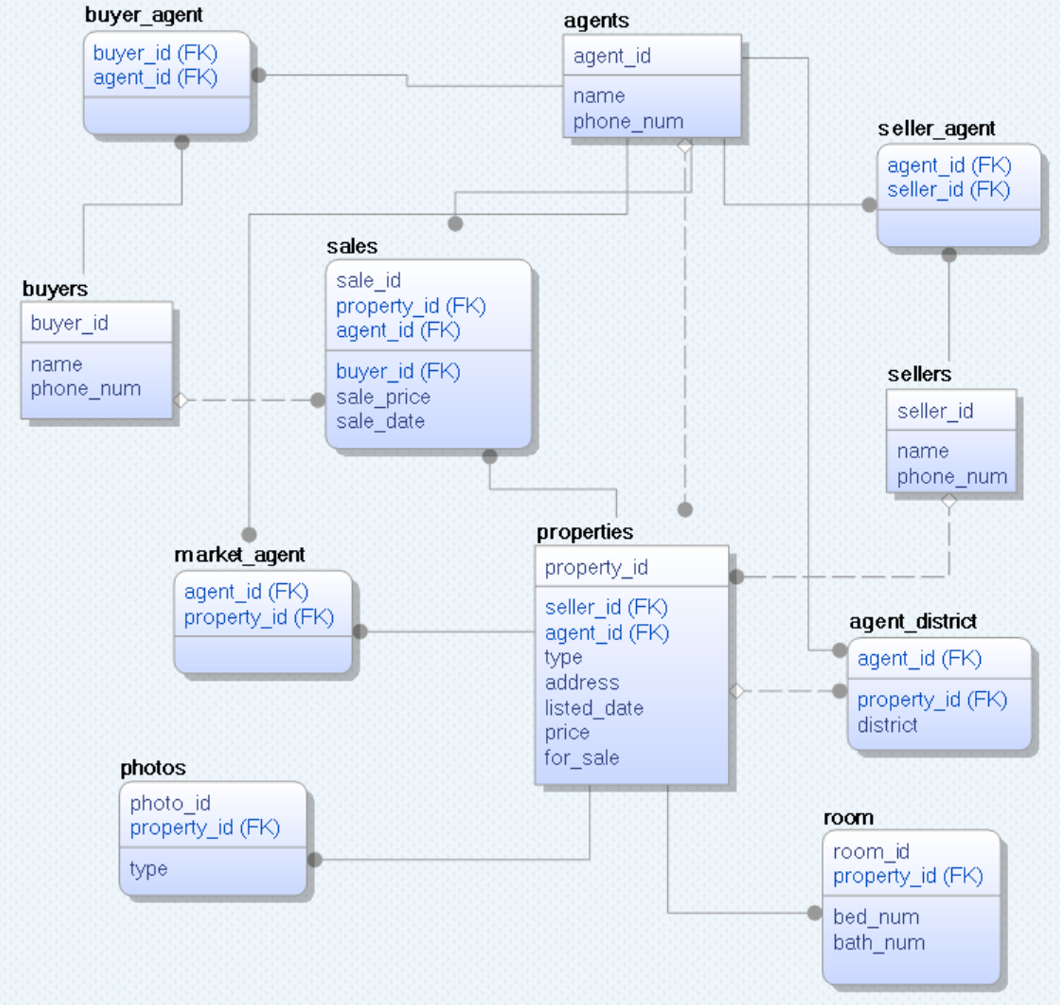 buyer_agent
buyer_id (FK)
agent_id (FK)
agents
agent_id
name
phone_num
seller_agent
agent_id (FK)
seller_id (FK)
sales
sale_id
property_id (FK)
agent_id (FK)
buyer_id (FK)
sale_price
sale_date
buyers
buyer_id
name
phone_num
sellers
seller_id
name
phone_num
market_agent
agent_id (FK)
property_id (FK)
properties
property_id
seller_id (FK)
agent_id (FK)
type
address
listed_date
price
for_sale
agent_district
agent_id (FK)
property_id (FK)
district
photos
photo_id
property_id (FK)
type
room
room_id
property_id (FK)
bed_num
bath_num